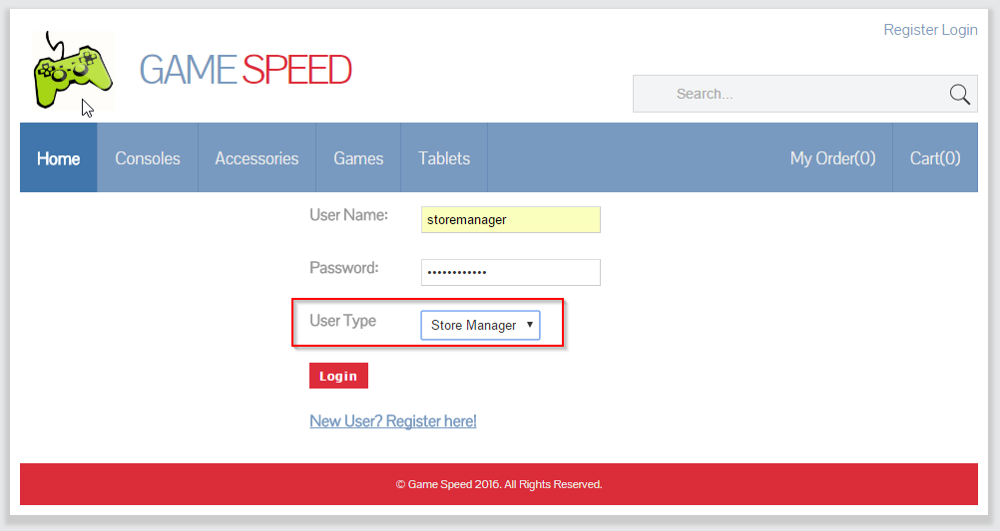 Register Login
GAME SPEED
Search...
Home Consoles Accessories Games Tablets My Order(0) Cart(0)
User Name: storemanager
Password: ••••••••••••
User Type Store Manager
Login
New User? Register here!
© Game Speed 2016. All Rights Reserved.